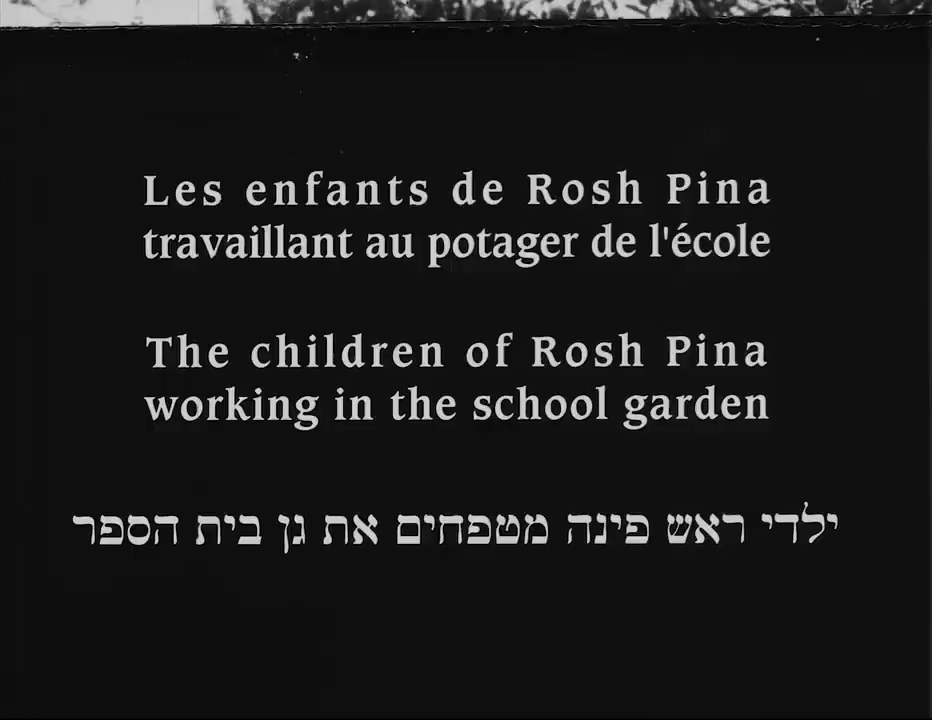 Les enfants de Rosh Pina
travaillant au potager de l'école
The children of Rosh Pina
working in the school garden
ילדי ראש פינה מטפחים את גן בית הספר